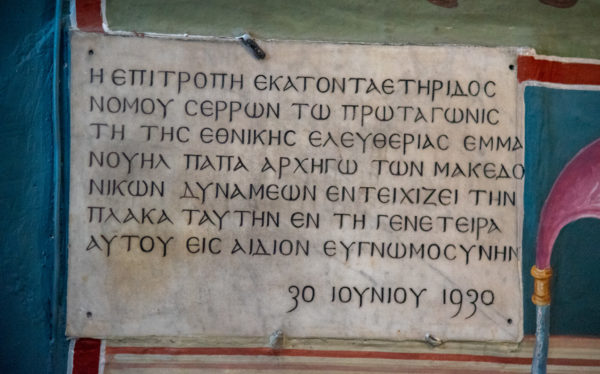 Η ΕΠΙΤΡΟΠΗ ΕΚΑΤΟΝΤΑΕΤΗΡΙΔΟϹ
ΝΟΜΟΥ ϹΕΡΡΩΝ ΤΩ ΠΡΩΤΑΓΩΝΙϹ
ΤΗ ΤΗϹ ΕΘΝΙΚΗϹ ΕΛΕΥΘΕΡΙΑϹ ΕΜΜΑ
ΝΟΥΗΛ ΠΑΠΑ ΑΡΧΗΓΩ ΤΩΝ ΜΑΚΕΔΟ
ΝΙΚΩΝ ΔΥΝΑΜΕΩΝ ΕΝΤΕΙΧΙΖΕΙ ΤΗΝ
ΠΛΑΚΑ ΤΑΥΤΗΝ ΕΝ ΤΗ ΓΕΝΕΤΕΙΡΑ
ΑΥΤΟΥ ΕΙϹ ΑΙΔΙΟΝ ΕΥΓΝΩΜΟϹΥΝΗΝ
30 ΙΟΥΝΙΟΥ 1930